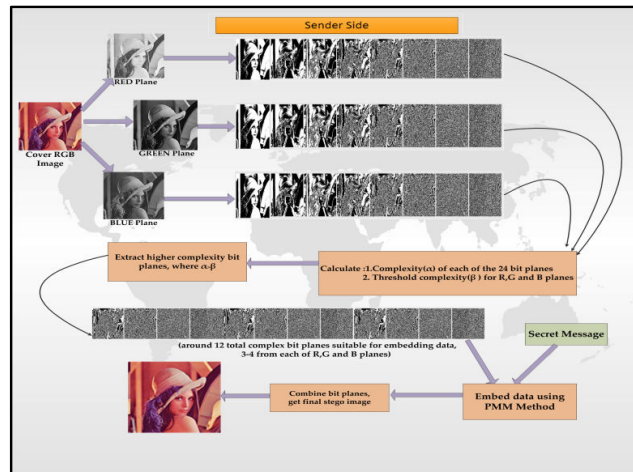 Sender Side
RED Plane
Cover RGB
Image
GREEN Plane
BLUE Plane
Extract higher complexity bit
planes, where α-β
Calculate :1.Complexity(α) of each of the 24 bit planes
2. Threshold complexity(β ) for R,G and B planes
(around 12 total complex bit planes suitable for embedding data,
3-4 from each of R,G and B planes)
Secret Message
Combine bit planes,
get final stego image
Embed data using
PMM Method